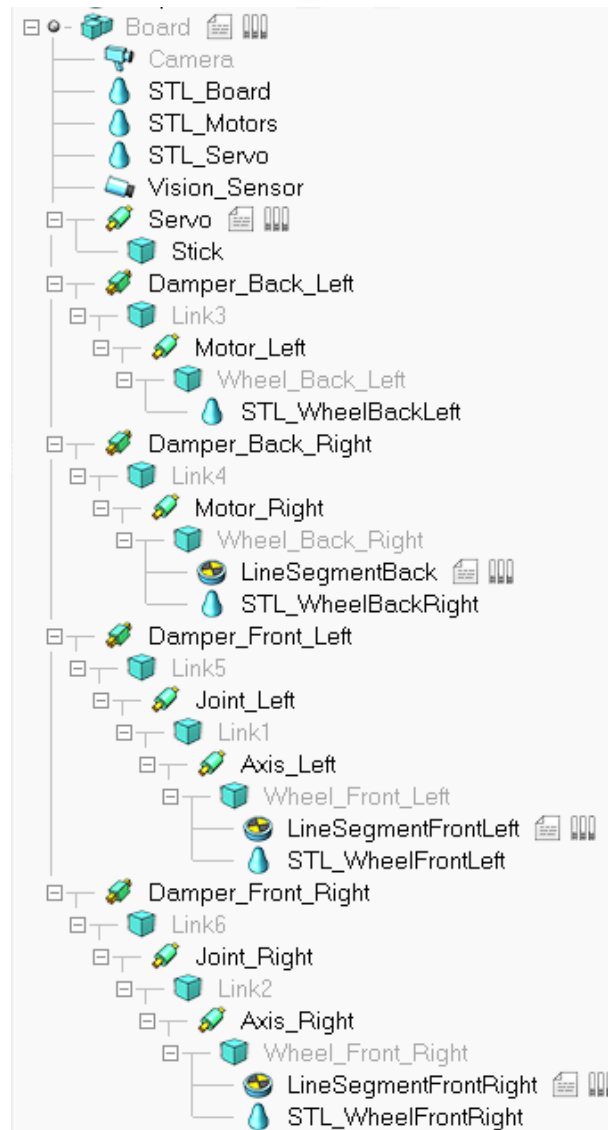 Board
Camera
STL_Board
STL_Motors
STL_Servo
Vision_Sensor
Servo
Stick
Damper_Back_Left
Link3
Motor_Left
Wheel_Back_Left
STL_WheelBackLeft
Damper_Back_Right
Link4
Motor_Right
Wheel_Back_Right
LineSegmentBack
STL_WheelBackRight
Damper_Front_Left
Link5
Joint_Left
Link1
Axis_Left
Wheel_Front_Left
LineSegmentFrontLeft
STL_WheelFrontLeft
Damper_Front_Right
Link6
Joint_Right
Link2
Axis_Right
Wheel_Front_Right
LineSegmentFrontRight
STL_WheelFrontRight